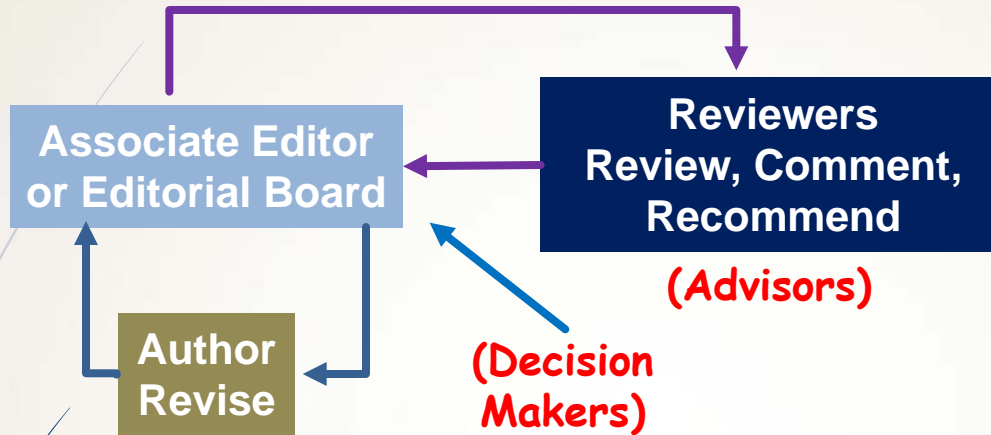 Associate Editor
or Editorial Board
Reviewers
Review, Comment,
Recommend
(Advisors)
Author
Revise
(Decision
Makers)